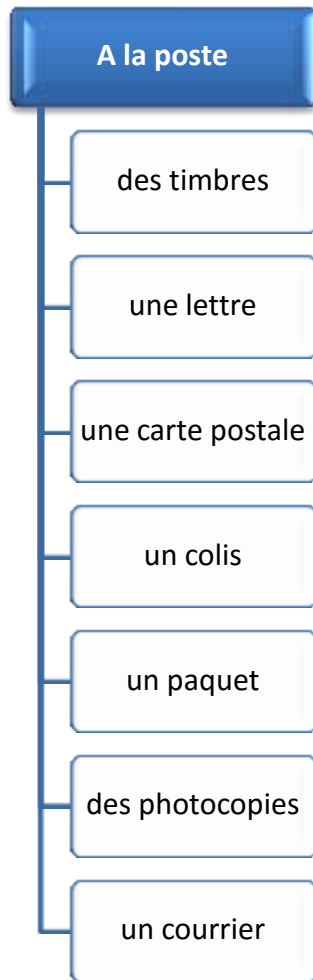 A la poste
des timbres
une lettre
une carte postale
un colis
un paquet
des photocopies
un courrier